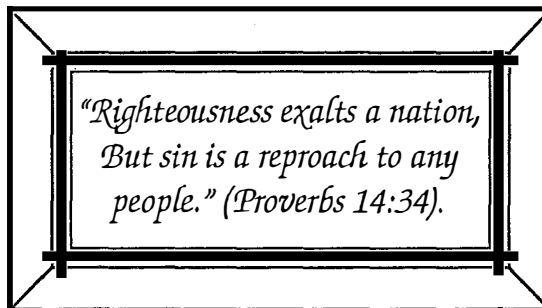 “Righteousness exalts a nation,
But sin is a reproach to any
people.” (Proverbs 14:34).